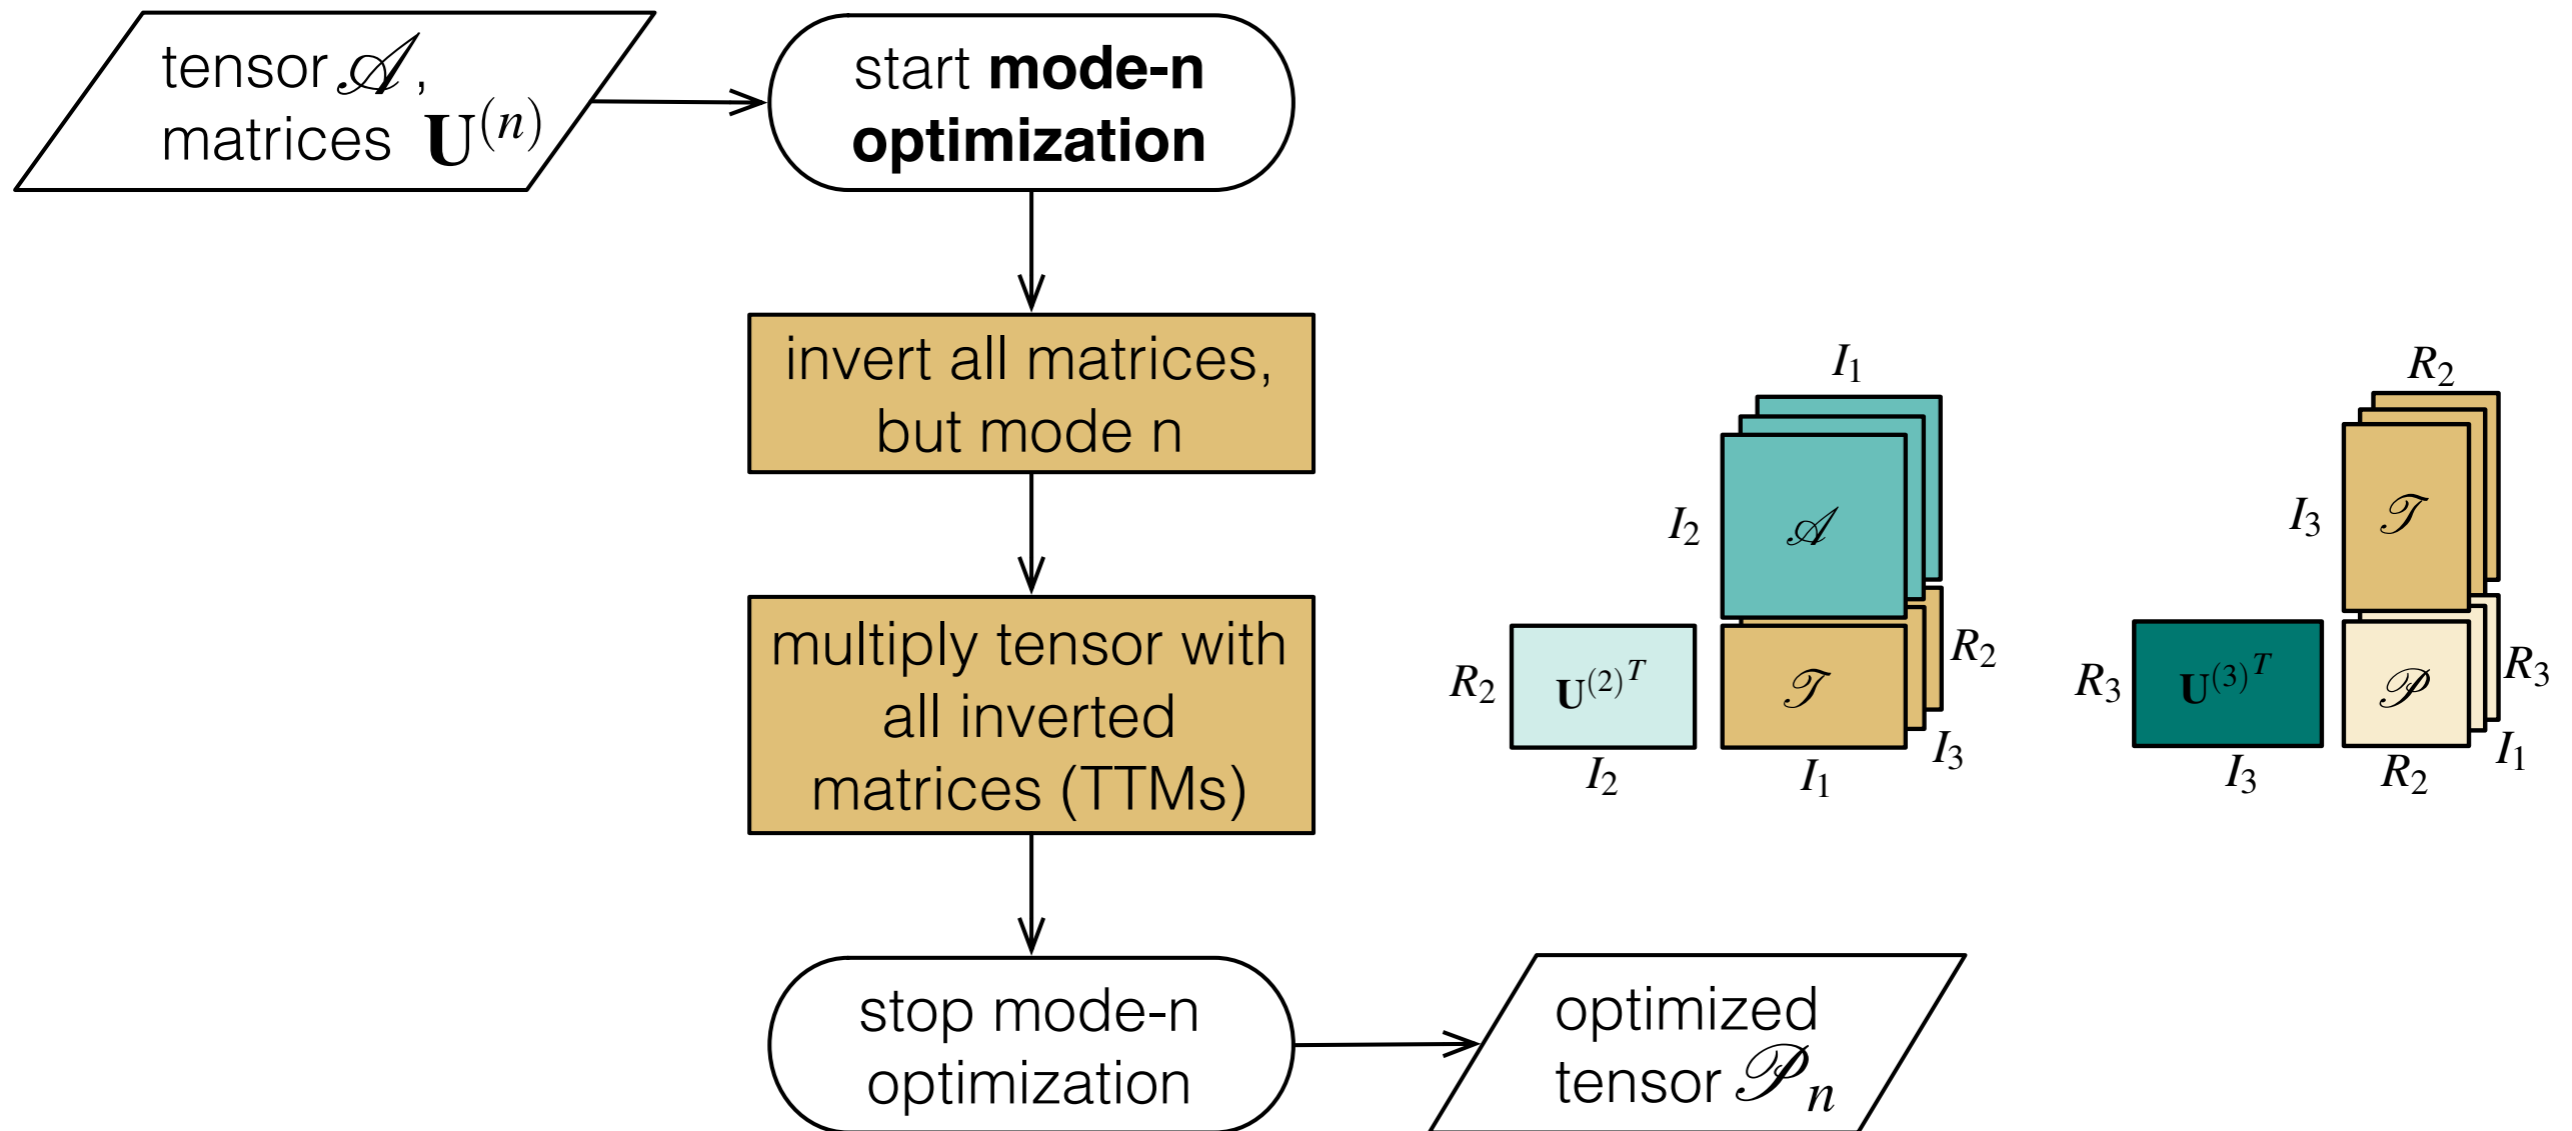 tensor 𝒜,
matrices U⁽ⁿ⁾
start mode-n
optimization
invert all matrices,
but mode n
multiply tensor with
all inverted
matrices (TTMs)
stop mode-n
optimization
optimized
tensor 𝒫ₙ
I₁
I₂
𝒜
R₂
U⁽²⁾ᵀ
𝒯
R₂
I₃
I₂
I₁
R₂
I₃
𝒯
R₃
U⁽³⁾ᵀ
𝒫
R₃
I₁
I₃
R₂